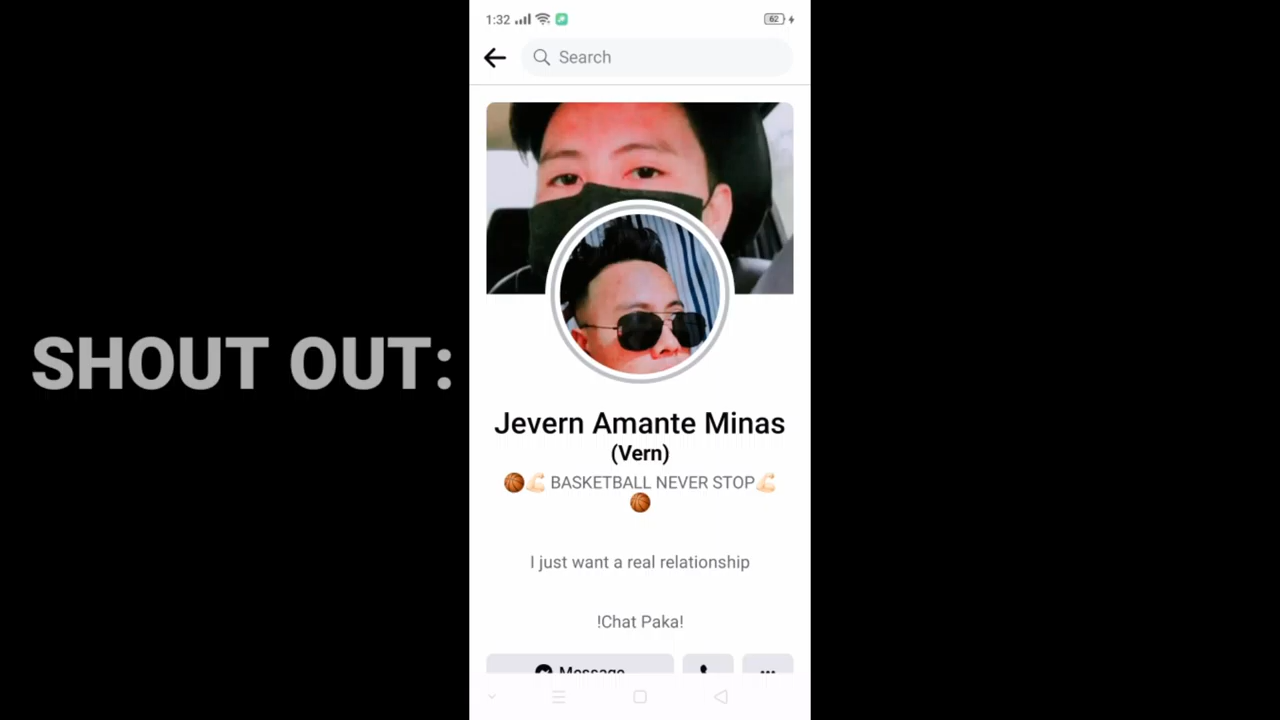 1:32
62
Search
SHOUT OUT:
Jevern Amante Minas
(Vern)
🏀💪🏻 BASKETBALL NEVER STOP💪🏻
🏀
I just want a real relationship
!Chat Paka!
Message